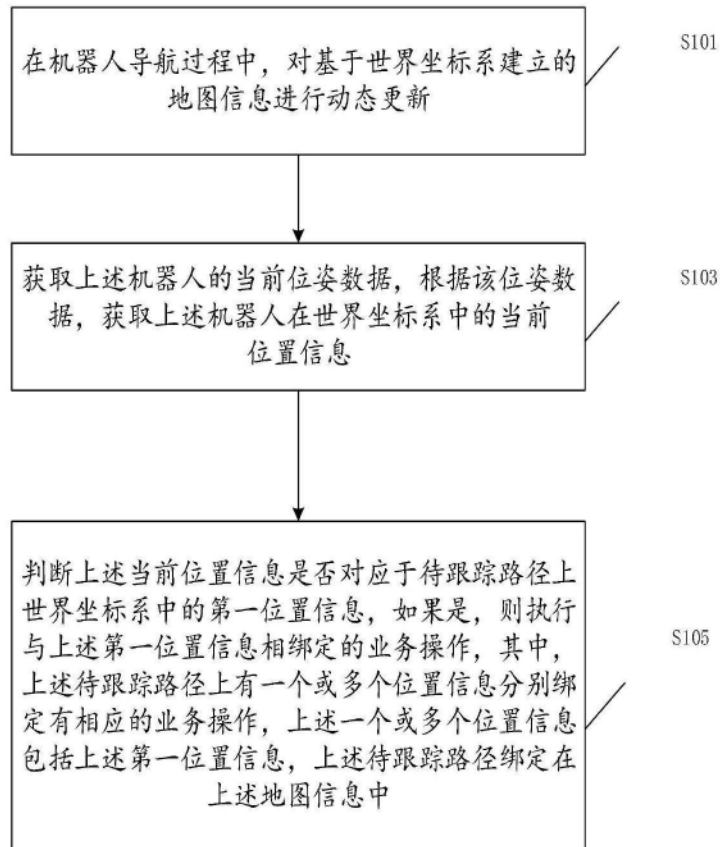 在机器人导航过程中，对基于世界坐标系建立的
地图信息进行动态更新
S101
获取上述机器人的当前位姿数据，根据该位姿数
据，获取上述机器人在世界坐标系中的当前
位置信息
S103
判断上述当前位置信息是否对应于待跟踪路径上
世界坐标系中的第一位置信息，如果是，则执行
与上述第一位置信息相绑定的业务操作，其中，
上述待跟踪路径上有一个或多个位置信息分别绑
定有相应的业务操作，上述一个或多个位置信息
包括上述第一位置信息，上述待跟踪路径绑定在
上述地图信息中
S105